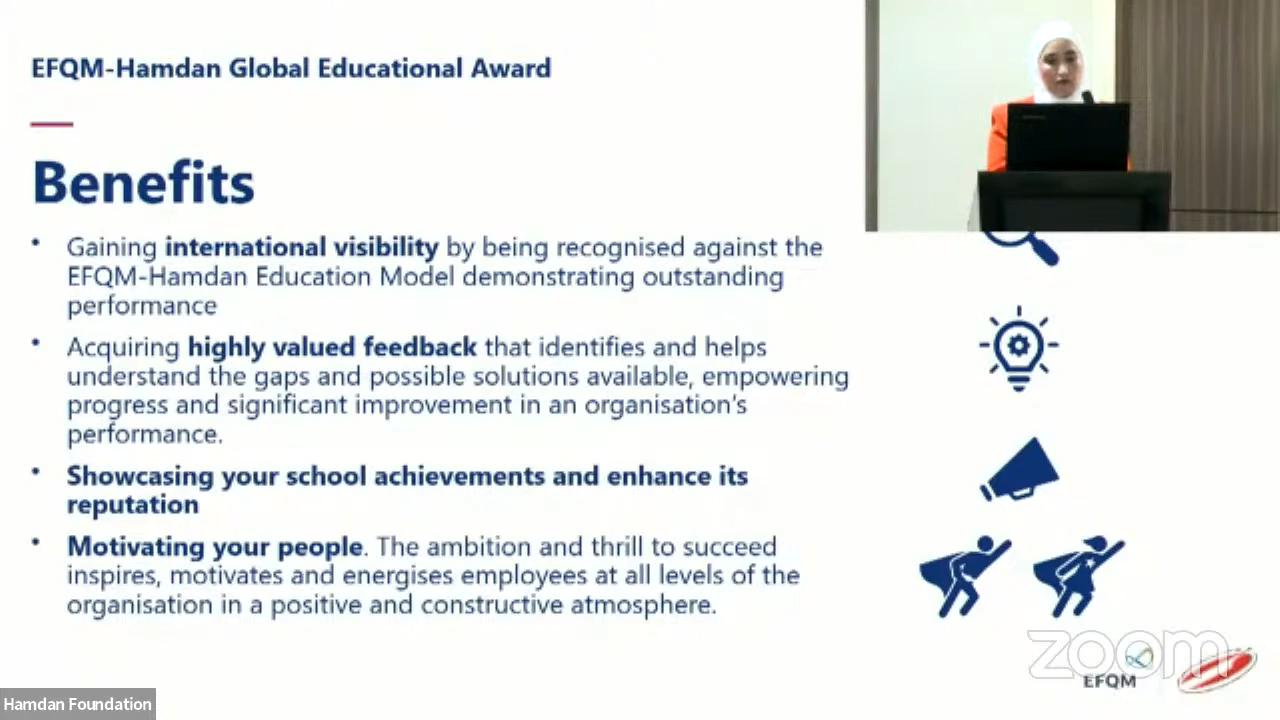 EFQM-Hamdan Global Educational Award
Benefits
• Gaining international visibility by being recognised against the
EFQM-Hamdan Education Model demonstrating outstanding
performance
• Acquiring highly valued feedback that identifies and helps
understand the gaps and possible solutions available, empowering
progress and significant improvement in an organisation's
performance.
• Showcasing your school achievements and enhance its
reputation
• Motivating your people. The ambition and thrill to succeed
inspires, motivates and energises employees at all levels of the
organisation in a positive and constructive atmosphere.
zoom
EFQM
Hamdan Foundation